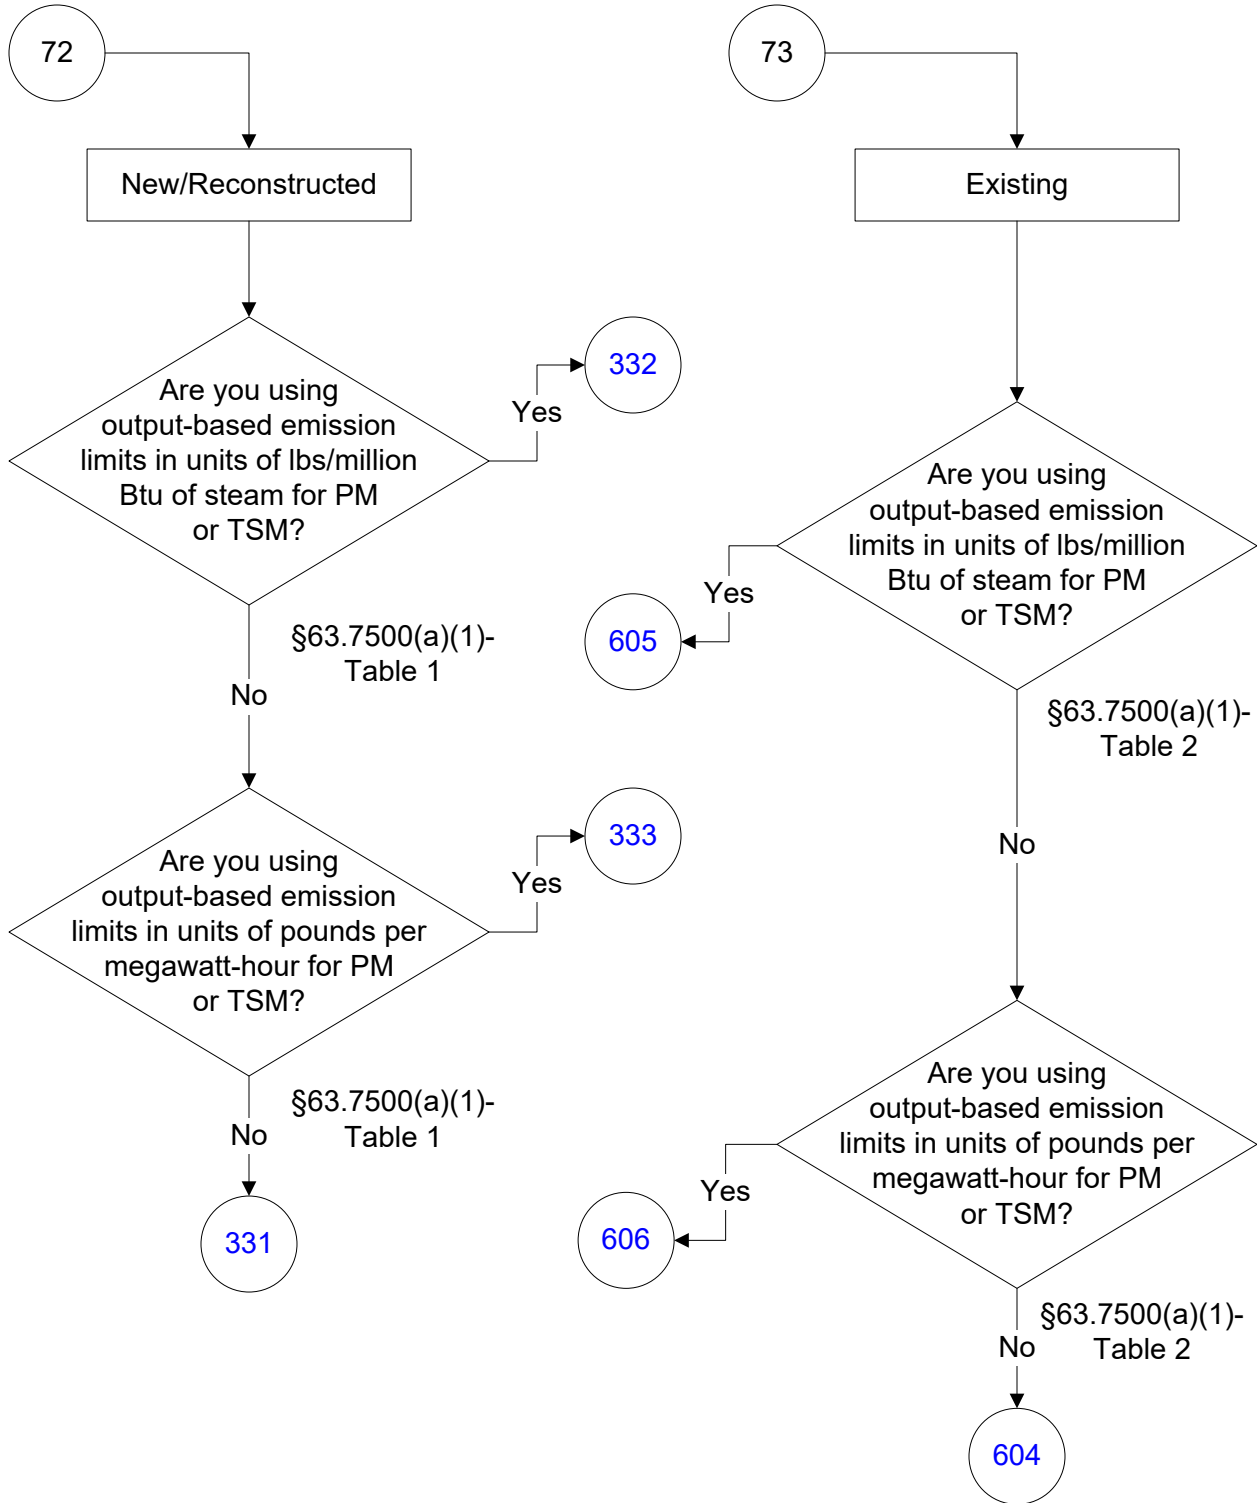 72
New/Reconstructed
Are you using
output-based emission
limits in units of lbs/million
Btu of steam for PM
or TSM?
Yes
332
§63.7500(a)(1)-
Table 1
No
Are you using
output-based emission
limits in units of pounds per
megawatt-hour for PM
or TSM?
Yes
333
§63.7500(a)(1)-
Table 1
No
331
73
Existing
Are you using
output-based emission
limits in units of lbs/million
Btu of steam for PM
or TSM?
Yes
605
§63.7500(a)(1)-
Table 2
No
Are you using
output-based emission
limits in units of pounds per
megawatt-hour for PM
or TSM?
Yes
606
§63.7500(a)(1)-
Table 2
No
604